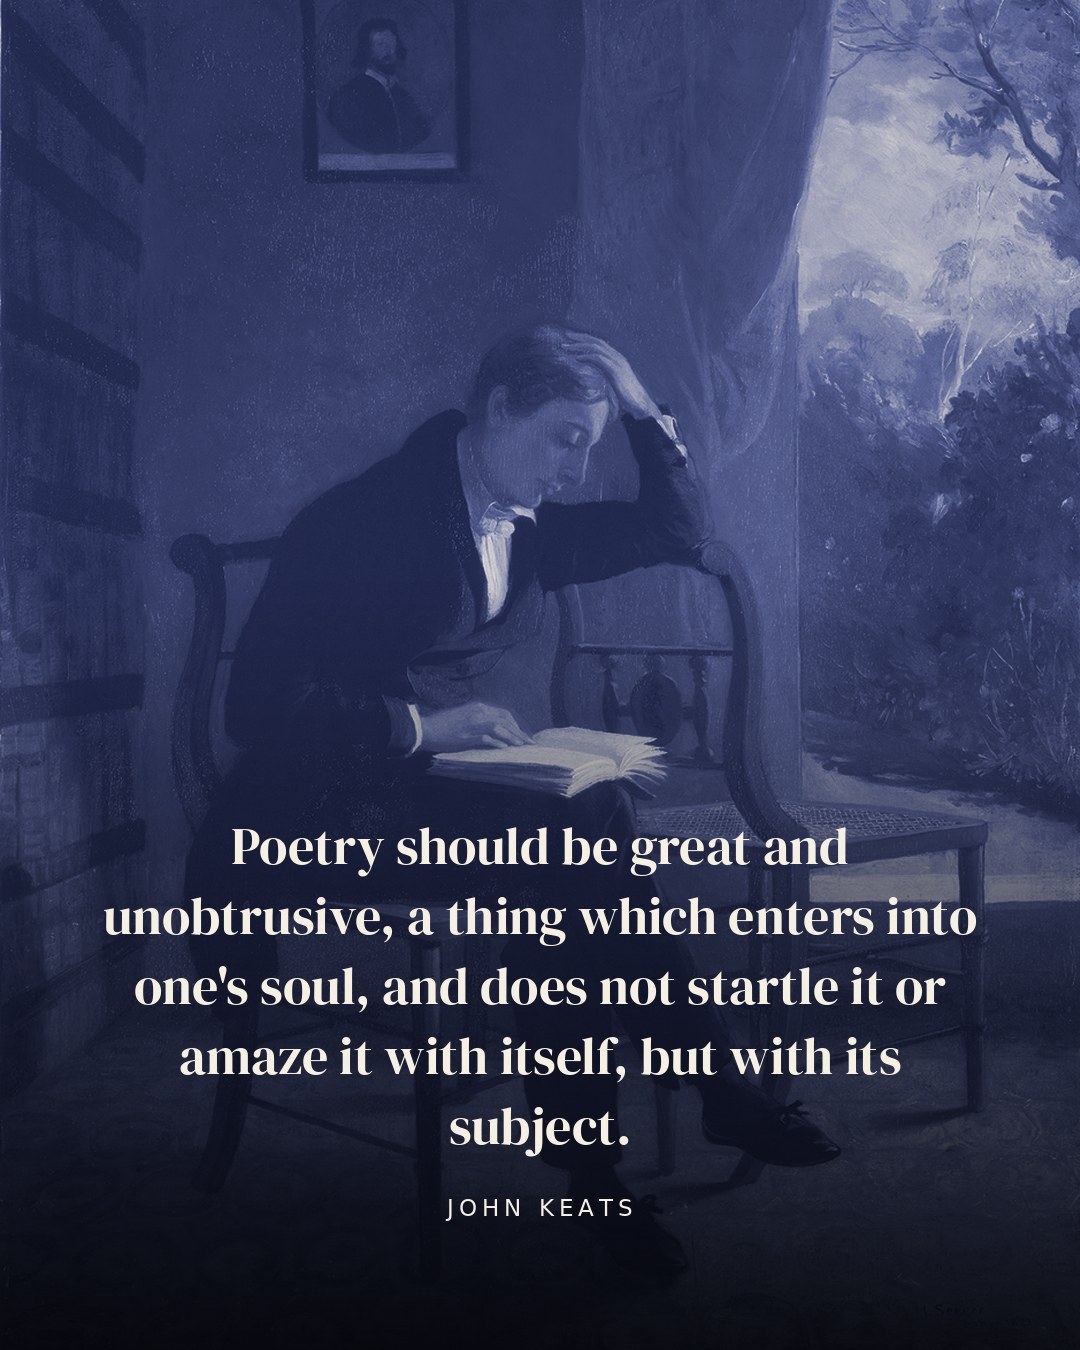 Poetry should be great and
unobtrusive, a thing which enters into
one's soul, and does not startle it or
amaze it with itself, but with its
subject.
JOHN KEATS